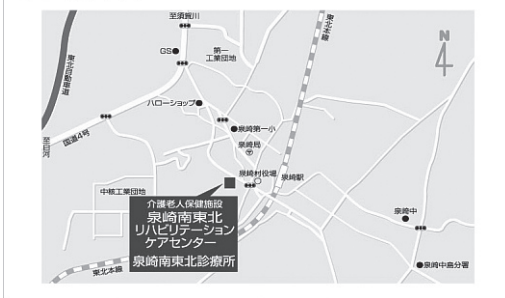 至須賀川
東北本線
N
GS
第一
工業団地
東北自動車道
ハローショップ
泉崎第一小
国道4号
至白河
泉崎局
泉崎村役場
泉崎駅
中核工業団地
介護老人保健施設
泉崎南東北
リハビリテーション
ケアセンター
泉崎南東北診療所
泉崎中
東北本線
泉崎中島分署